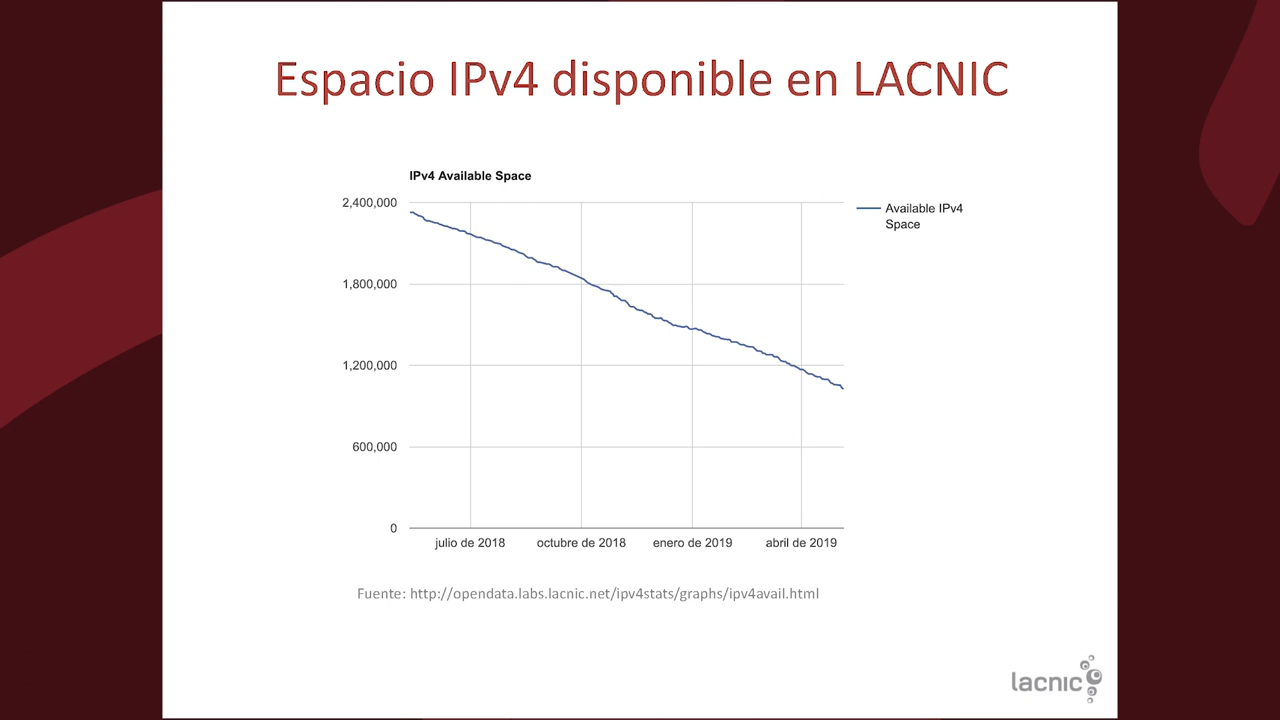 Espacio IPv4 disponible en LACNIC
IPv4 Available Space
2,400,000
1,800,000
1,200,000
600,000
0
julio de 2018
octubre de 2018
enero de 2019
abril de 2019
Available IPv4
Space
Fuente: http://opendata.labs.lacnic.net/ipv4stats/graphs/ipv4avail.html
lacnic